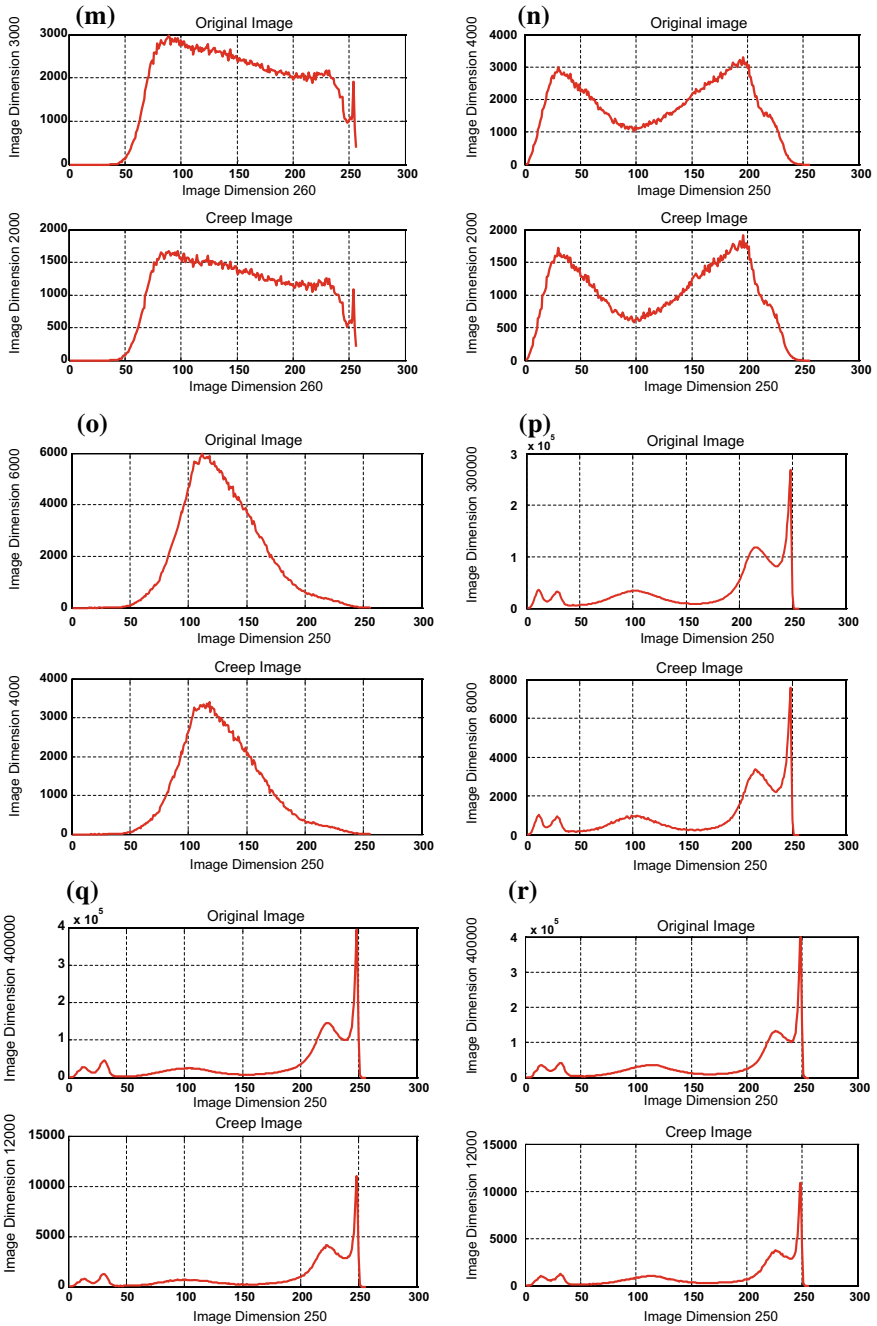 (m)
Original Image
Image Dimension 3000
3000
2000
1000
0
0 50 100 150 200 250 300
Image Dimension 260
Creep Image
Image Dimension 2000
2000
1500
1000
500
0
0 50 100 150 200 250 300
Image Dimension 260
(n)
Original image
Image Dimension 4000
4000
3000
2000
1000
0
0 50 100 150 200 250 300
Image Dimension 250
Creep Image
Image Dimension 2000
2000
1500
1000
500
0
0 50 100 150 200 250 300
Image Dimension 250
(o)
Original Image
Image Dimension 6000
6000
4000
2000
0
0 50 100 150 200 250 300
Image Dimension 250
Creep Image
Image Dimension 4000
4000
3000
2000
1000
0
0 50 100 150 200 250 300
Image Dimension 250
(p)
x 10^5
Original Image
Image Dimension 300000
3
2
1
0
0 50 100 150 200 250 300
Image Dimension 250
Creep Image
Image Dimension 8000
8000
6000
4000
2000
0
0 50 100 150 200 250 300
Image Dimension 250
(q)
x 10^5
Original Image
Image Dimension 400000
4
3
2
1
0
0 50 100 150 200 250 300
Image Dimension 250
Creep Image
Image Dimension 12000
15000
10000
5000
0
0 50 100 150 200 250 300
Image Dimension 250
(r)
x 10^5
Original Image
Image Dimension 400000
4
3
2
1
0
0 50 100 150 200 250 300
Image Dimension 250
Creep Image
Image Dimension 12000
15000
10000
5000
0
0 50 100 150 200 250 300
Image Dimension 250